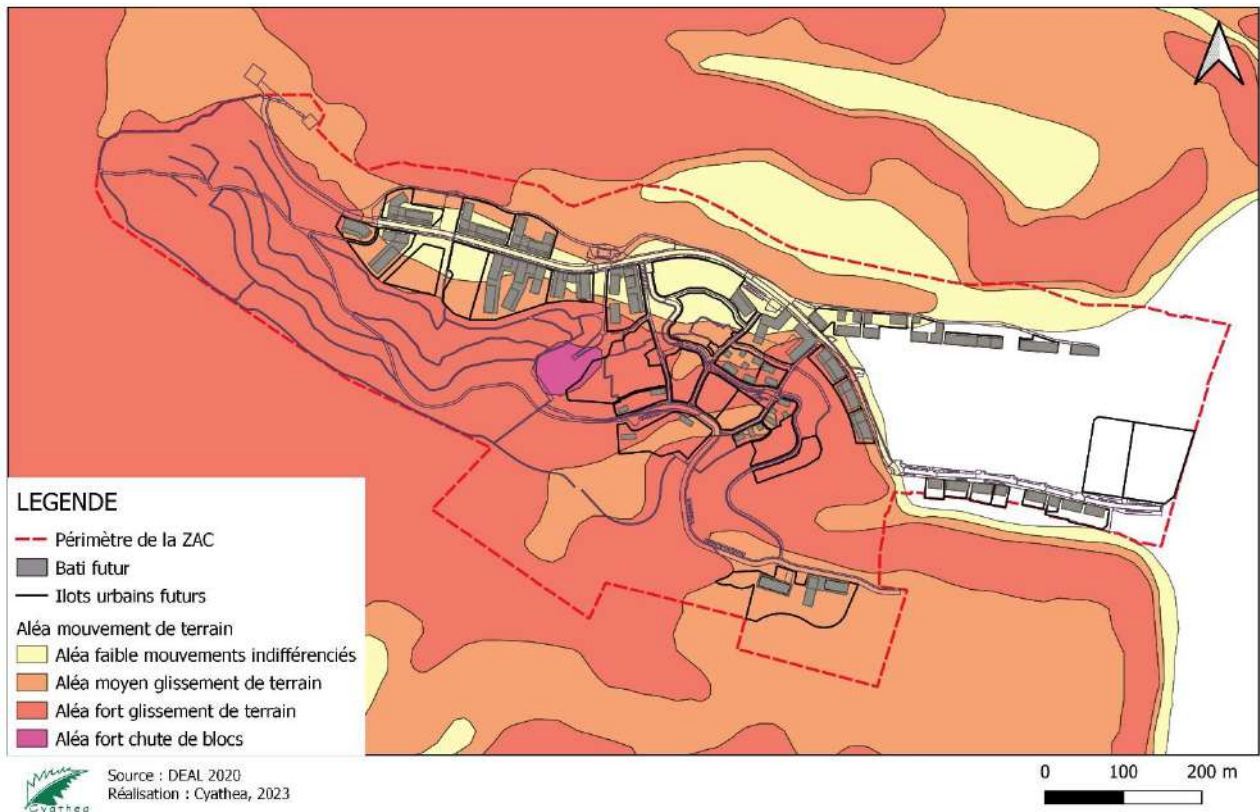 LEGENDE
Périmètre de la ZAC
Bati futur
Ilots urbains futurs
Aléa mouvement de terrain
Aléa faible mouvements indifférenciés
Aléa moyen glissement de terrain
Aléa fort glissement de terrain
Aléa fort chute de blocs
Cyathea
Source : DEAL 2020
Réalisation : Cyathea, 2023
0 100 200 m